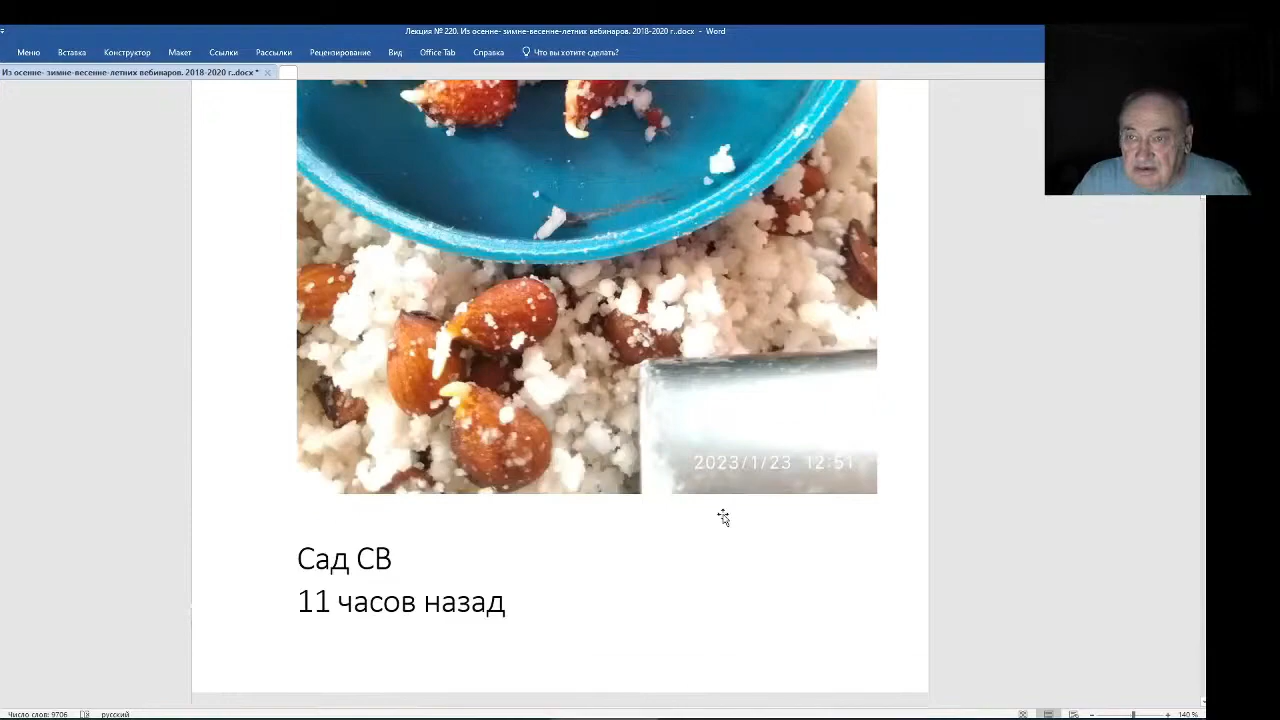 Лекция № 220. Из осенне- зимне-весенне-летних вебинаров. 2018-2020 г..docx - Word
Меню Вставка Конструктор Макет Ссылки Рассылки Рецензирование Вид Office Tab Справка Что вы хотите сделать?
Из осенне- зимне-весенне-летних вебинаров. 2018-2020 г..docx *
2023/1/23 12:51
Сад СВ
11 часов назад
Число слов: 9706 русский 140 %